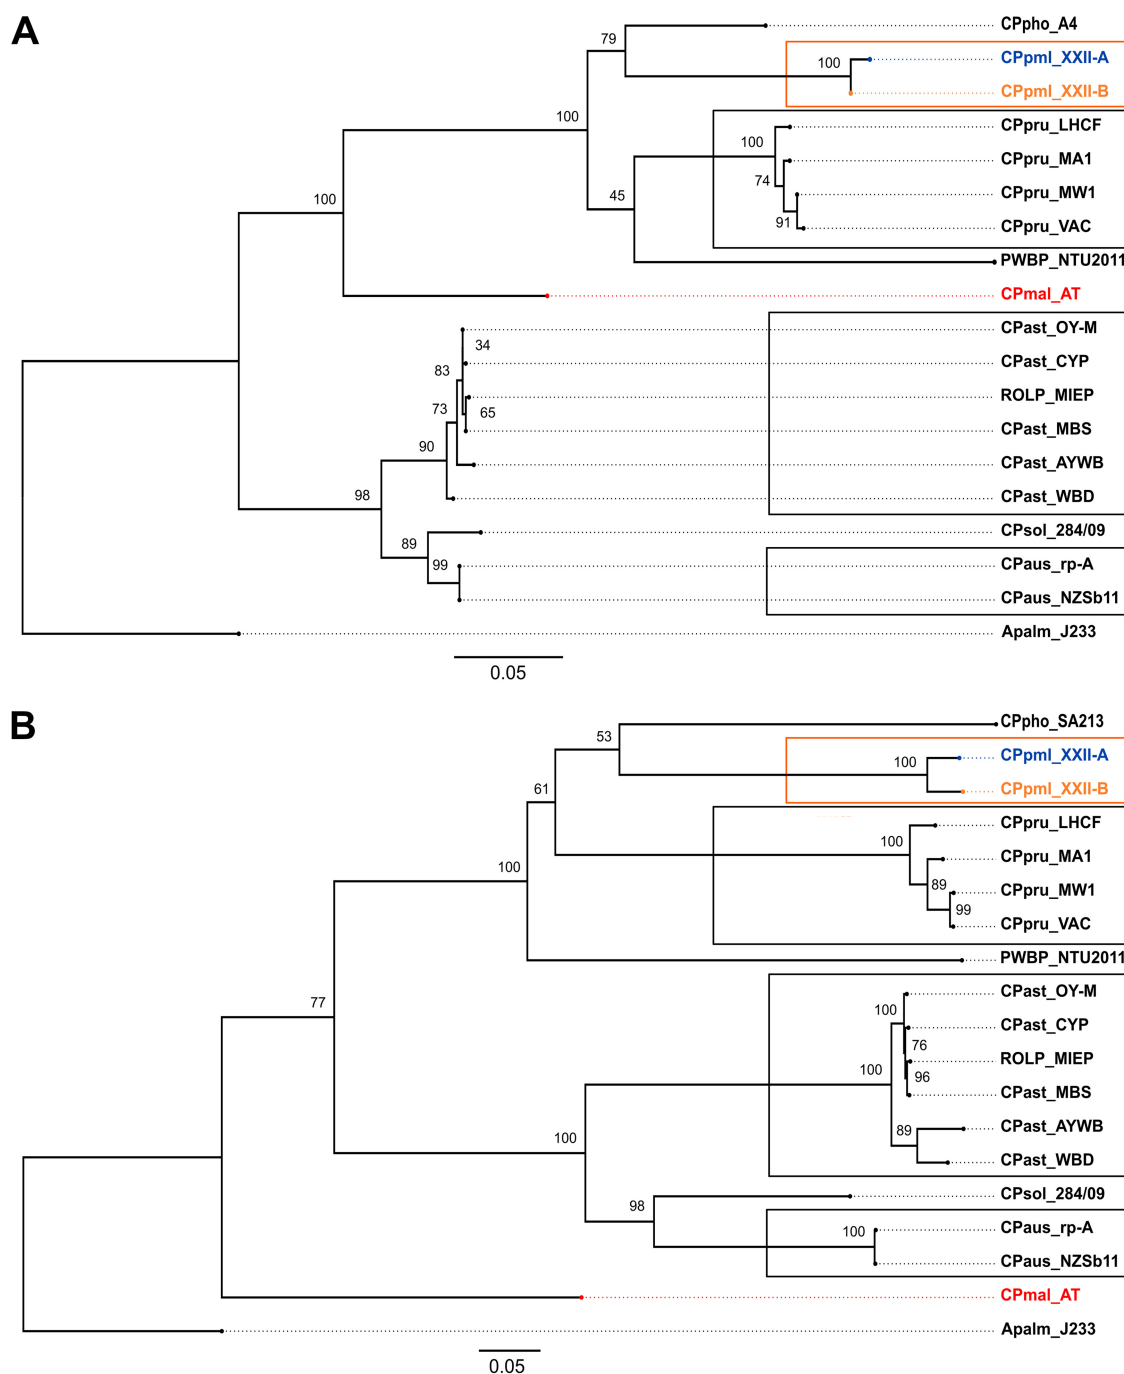 A
CPpho_A4
79
CPpml_XXII-A
100
CPpml_XXII-B
100
CPpru_LHCF
100
CPpru_MA1
74
CPpru_MW1
100
45
91
CPpru_VAC
PWBP_NTU2011
CPmal_AT
CPast_OY-M
34
CPast_CYP
83
ROLP_MIEP
73
65
CPast_MBS
90
CPast_AYWB
98
CPast_WBD
CPsol_284/09
89
99
CPaus_rp-A
CPaus_NZSb11
Apalm_J233
0.05
B
CPpho_SA213
53
CPpml_XXII-A
100
61
CPpml_XXII-B
CPpru_LHCF
100
CPpru_MA1
100
89
CPpru_MW1
99
CPpru_VAC
PWBP_NTU2011
CPast_OY-M
77
100
CPast_CYP
76
ROLP_MIEP
100
96
CPast_MBS
CPast_AYWB
89
100
CPast_WBD
CPsol_284/09
98
CPaus_rp-A
100
CPaus_NZSb11
CPmal_AT
Apalm_J233
0.05